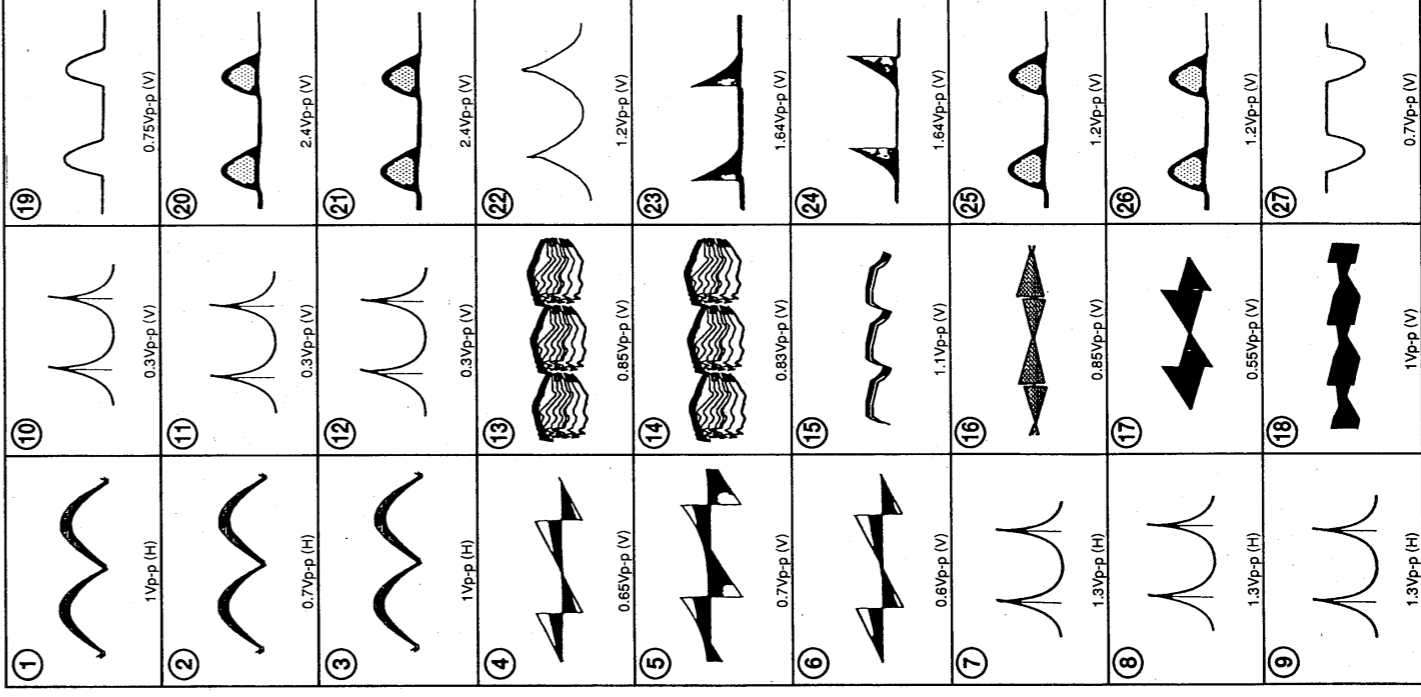 ①
1Vp-p (H)
②
0.7Vp-p (H)
③
1Vp-p (H)
④
0.65Vp-p (V)
⑤
0.7Vp-p (V)
⑥
0.6Vp-p (V)
⑦
1.3Vp-p (H)
⑧
1.3Vp-p (H)
⑨
1.3Vp-p (H)
⑩
0.3Vp-p (V)
⑪
0.3Vp-p (V)
⑫
0.3Vp-p (V)
⑬
0.85Vp-p (V)
⑭
0.83Vp-p (V)
⑮
1.1Vp-p (V)
⑯
0.85Vp-p (V)
⑰
0.55Vp-p (V)
⑱
1Vp-p (V)
⑲
0.75Vp-p (V)
⑳
2.4Vp-p (V)
㉑
2.4Vp-p (V)
㉒
1.2Vp-p (V)
㉓
1.64Vp-p (V)
㉔
1.64Vp-p (V)
㉕
1.2Vp-p (V)
㉖
1.2Vp-p (V)
㉗
0.7Vp-p (V)